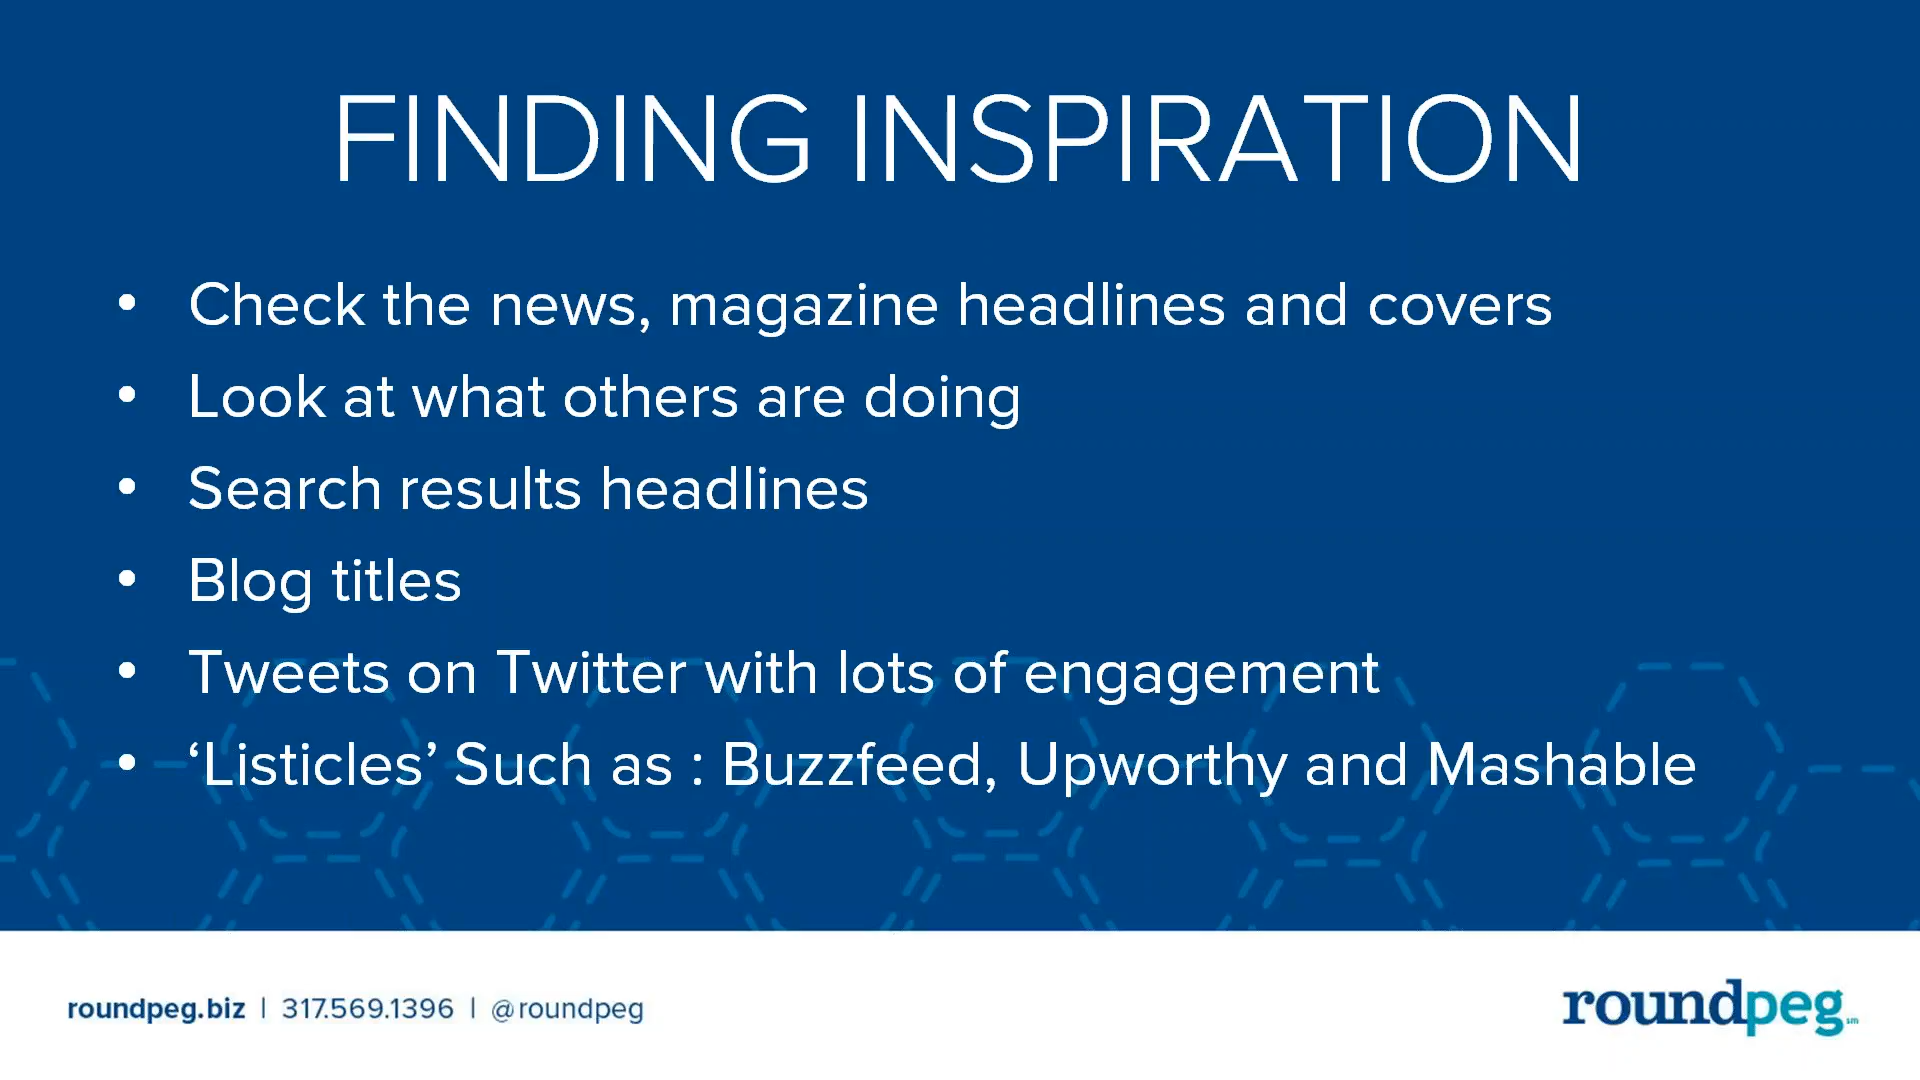 FINDING INSPIRATION
• Check the news, magazine headlines and covers
• Look at what others are doing
• Search results headlines
• Blog titles
• Tweets on Twitter with lots of engagement
• ‘Listicles’ Such as : Buzzfeed, Upworthy and Mashable
roundpeg.biz | 317.569.1396 | @roundpeg
roundpeg sm